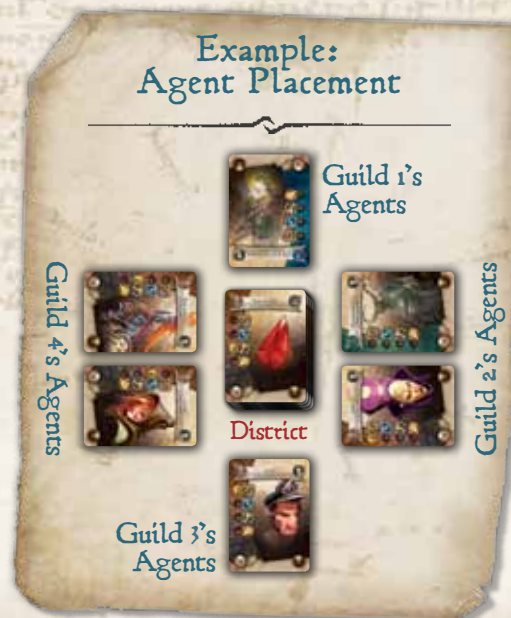 Example:
Agent Placement
Guild 1's
Agents
Guild 4's Agents
Guild 2's Agents
District
Guild 3's
Agents